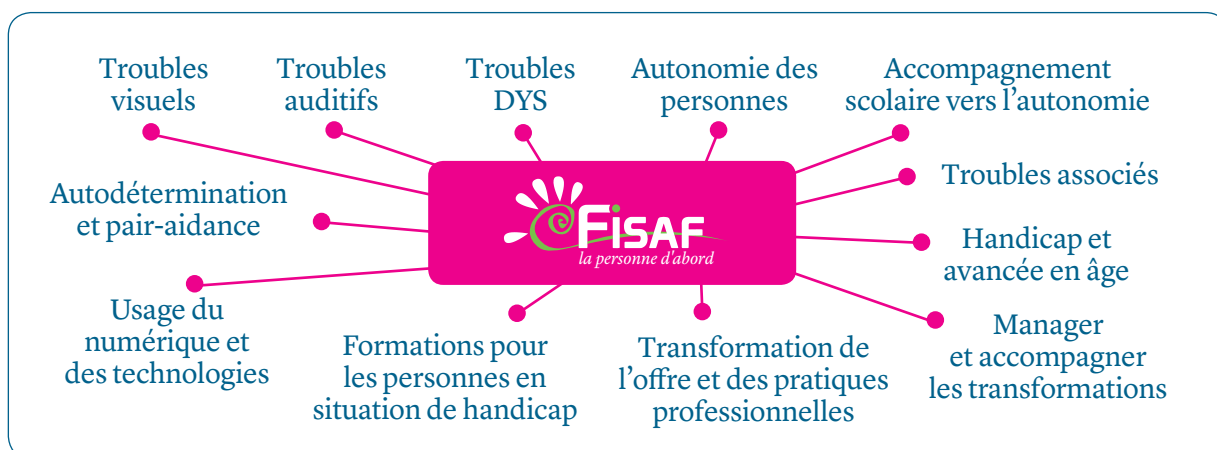 Troubles
visuels
Troubles
auditifs
Troubles
DYS
Autonomie des
personnes
Accompagnement
scolaire vers l'autonomie
Autodétermination
et pair-aidance
FiSAF
la personne d'abord
Troubles associés
Handicap et
avancée en âge
Usage du
numérique et
des technologies
Formations pour
les personnes en
situation de handicap
Transformation de
l'offre et des pratiques
professionnelles
Manager
et accompagner
les transformations